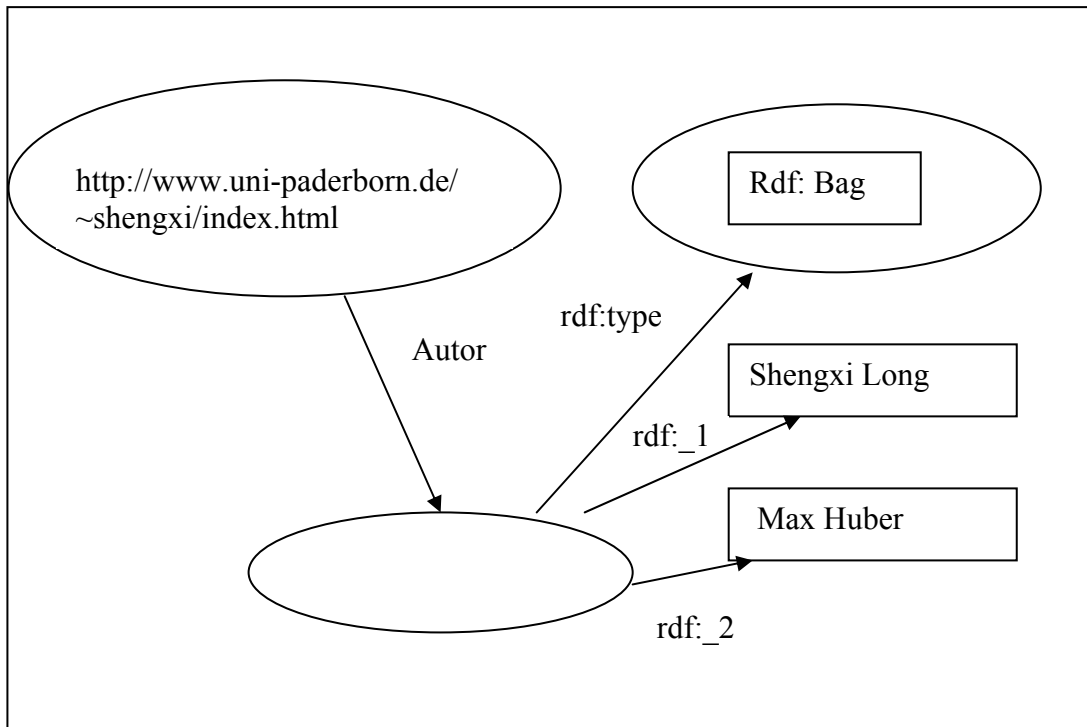 http://www.uni-paderborn.de/
~shengxi/index.html
Rdf: Bag
rdf:type
Autor
Shengxi Long
rdf:_1
Max Huber
rdf:_2